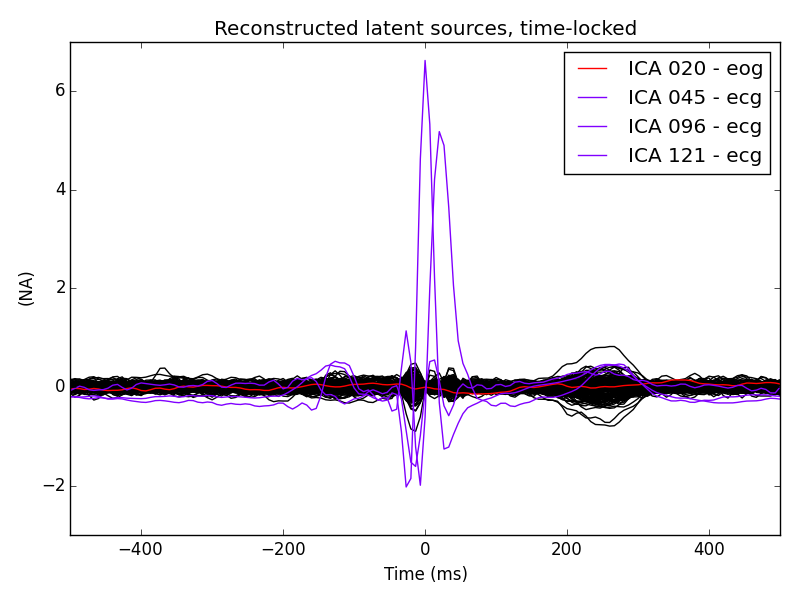 Reconstructed latent sources, time-locked
ICA 020 - eog
ICA 045 - ecg
ICA 096 - ecg
ICA 121 - ecg
(NA)
6
4
2
0
−2
−400
−200
0
200
400
Time (ms)